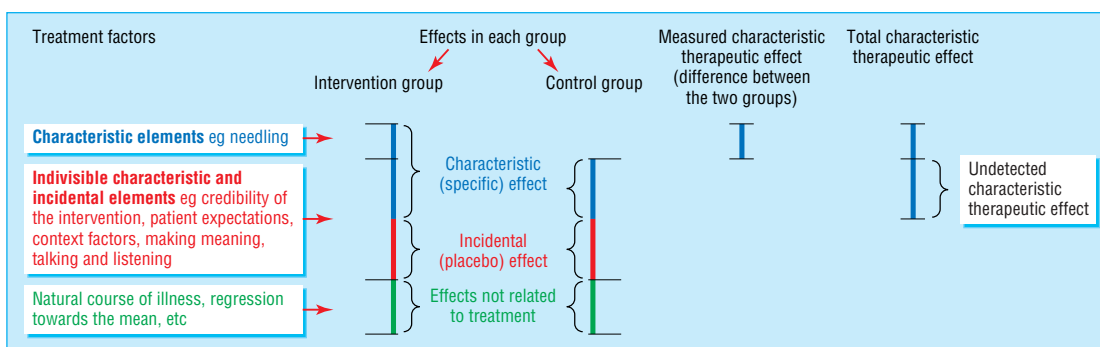 Treatment factors
Effects in each group
Intervention group
Control group
Measured characteristic
therapeutic effect
(difference between
the two groups)
Total characteristic
therapeutic effect
Characteristic elements eg needling
Indivisible characteristic and
incidental elements eg credibility of
the intervention, patient expectations,
context factors, making meaning,
talking and listening
Natural course of illness, regression
towards the mean, etc
Characteristic
(specific) effect
Incidental
(placebo) effect
Effects not related
to treatment
Undetected
characteristic
therapeutic effect